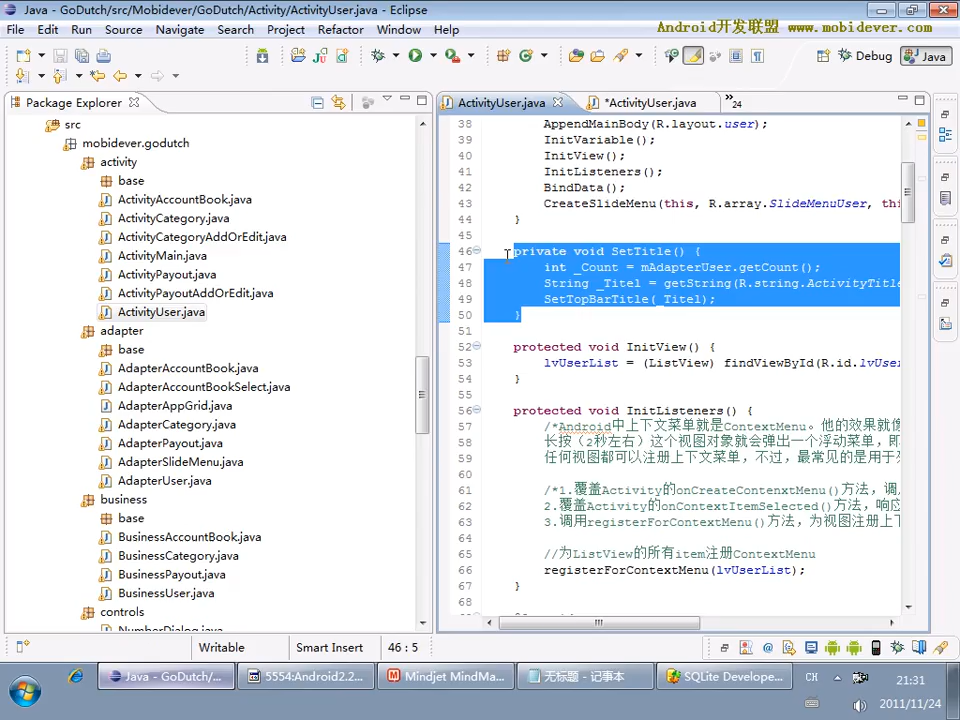 Java - GoDutch/src/Mobidever/GoDutch/Activity/ActivityUser.java - Eclipse
File Edit Run Source Navigate Search Project Refactor Window Help
Android开发联盟 www.mobidever.com
Debug Java
Package Explorer
ActivityUser.java *ActivityUser.java 24
src
mobidever.godutch
activity
base
ActivityAccountBook.java
ActivityCategory.java
ActivityCategoryAddOrEdit.java
ActivityMain.java
ActivityPayout.java
ActivityPayoutAddOrEdit.java
ActivityUser.java
adapter
base
AdapterAccountBook.java
AdapterAccountBookSelect.java
AdapterAppGrid.java
AdapterCategory.java
AdapterPayout.java
AdapterSlideMenu.java
AdapterUser.java
business
base
BusinessAccountBook.java
BusinessCategory.java
BusinessPayout.java
BusinessUser.java
controls
NumberDialog.java
38 AppendMainBody(R.layout.user);
39 InitVariable();
40 InitView();
41 InitListeners();
42 BindData();
43 CreateSlideMenu(this, R.array.SlideMenuUser, thi
44 }
45
46 private void SetTitle() {
47 int _Count = mAdapterUser.getCount();
48 String _Titel = getString(R.string.ActivityTitle
49 SetTopBarTitle(_Titel);
50 }
51
52 protected void InitView() {
53 lvUserList = (ListView) findViewById(R.id.lvUser
54 }
55
56 protected void InitListeners() {
57 /*Android中上下文菜单就是ContextMenu。他的效果就像
58 长按（2秒左右）这个视图对象就会弹出一个浮动菜单，即
59 任何视图都可以注册上下文菜单，不过，最常见的是用于
60
61 /*1.覆盖Activity的onCreateContenxtMenu()方法，调
62 2.覆盖Activity的onContextItemSelected()方法，响应
63 3.调用registerForContextMenu()方法，为视图注册上下
64
65 //为ListView的所有item注册ContextMenu
66 registerForContextMenu(lvUserList);
67 }
68
Writable Smart Insert 46 : 5
Java - GoDutch/... 5554:Android2.2... Mindjet MindMa... 无标题 - 记事本 SQLite Develope... CH 21:31
2011/11/24